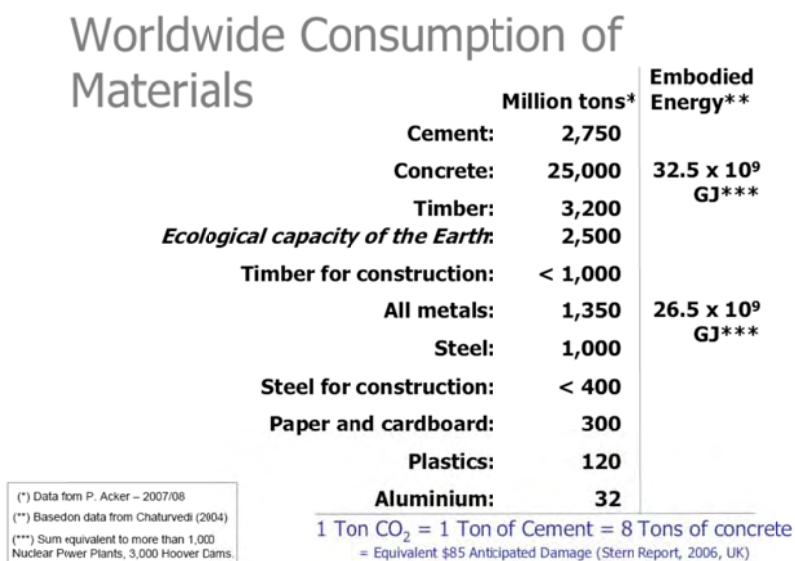 Worldwide Consumption of
Materials
Million tons* Embodied Energy**
Cement: 2,750
Concrete: 25,000 32.5 x 10⁹ GJ***
Timber: 3,200
Ecological capacity of the Earth: 2,500
Timber for construction: < 1,000
All metals: 1,350 26.5 x 10⁹ GJ***
Steel: 1,000
Steel for construction: < 400
Paper and cardboard: 300
Plastics: 120
Aluminium: 32
(*) Data from P. Acker – 2007/08
(**) Basedon data from Chaturvedi (2004)
(***) Sum equivalent to more than 1,000
Nuclear Power Plants, 3,000 Hoover Dams.
1 Ton CO₂ = 1 Ton of Cement = 8 Tons of concrete
= Equivalent $85 Anticipated Damage (Stern Report, 2006, UK)